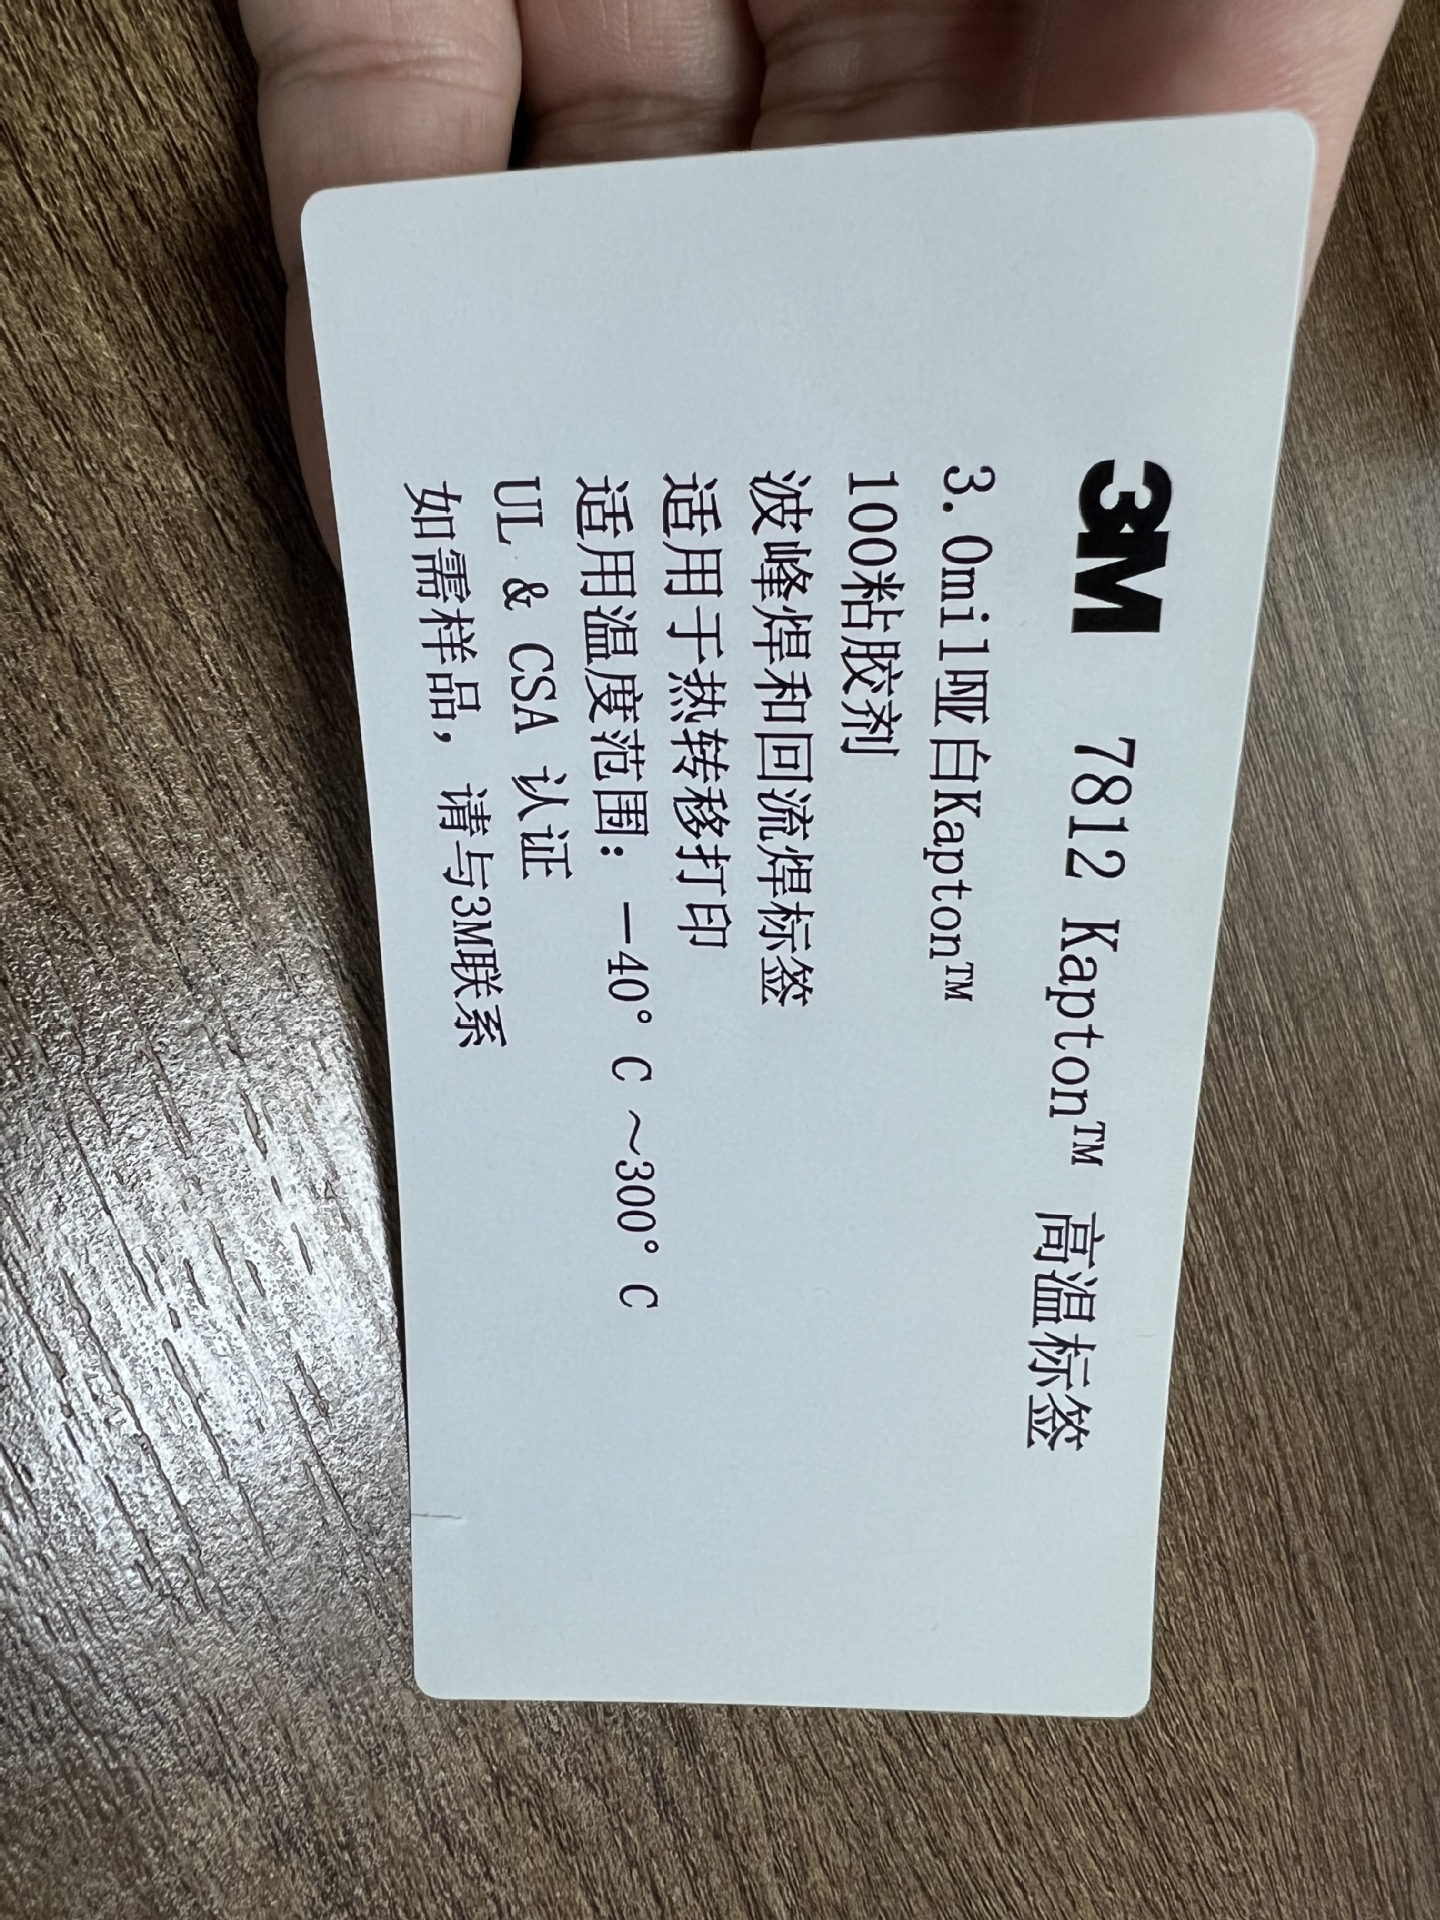 3M 7812 Kapton™ 高温标签
3.0mil哑白Kapton™
100粘胶剂
波峰焊和回流焊标签
适用于热转移打印
适用温度范围：－40° C ～300° C
UL & CSA 认证
如需样品，请与3M联系